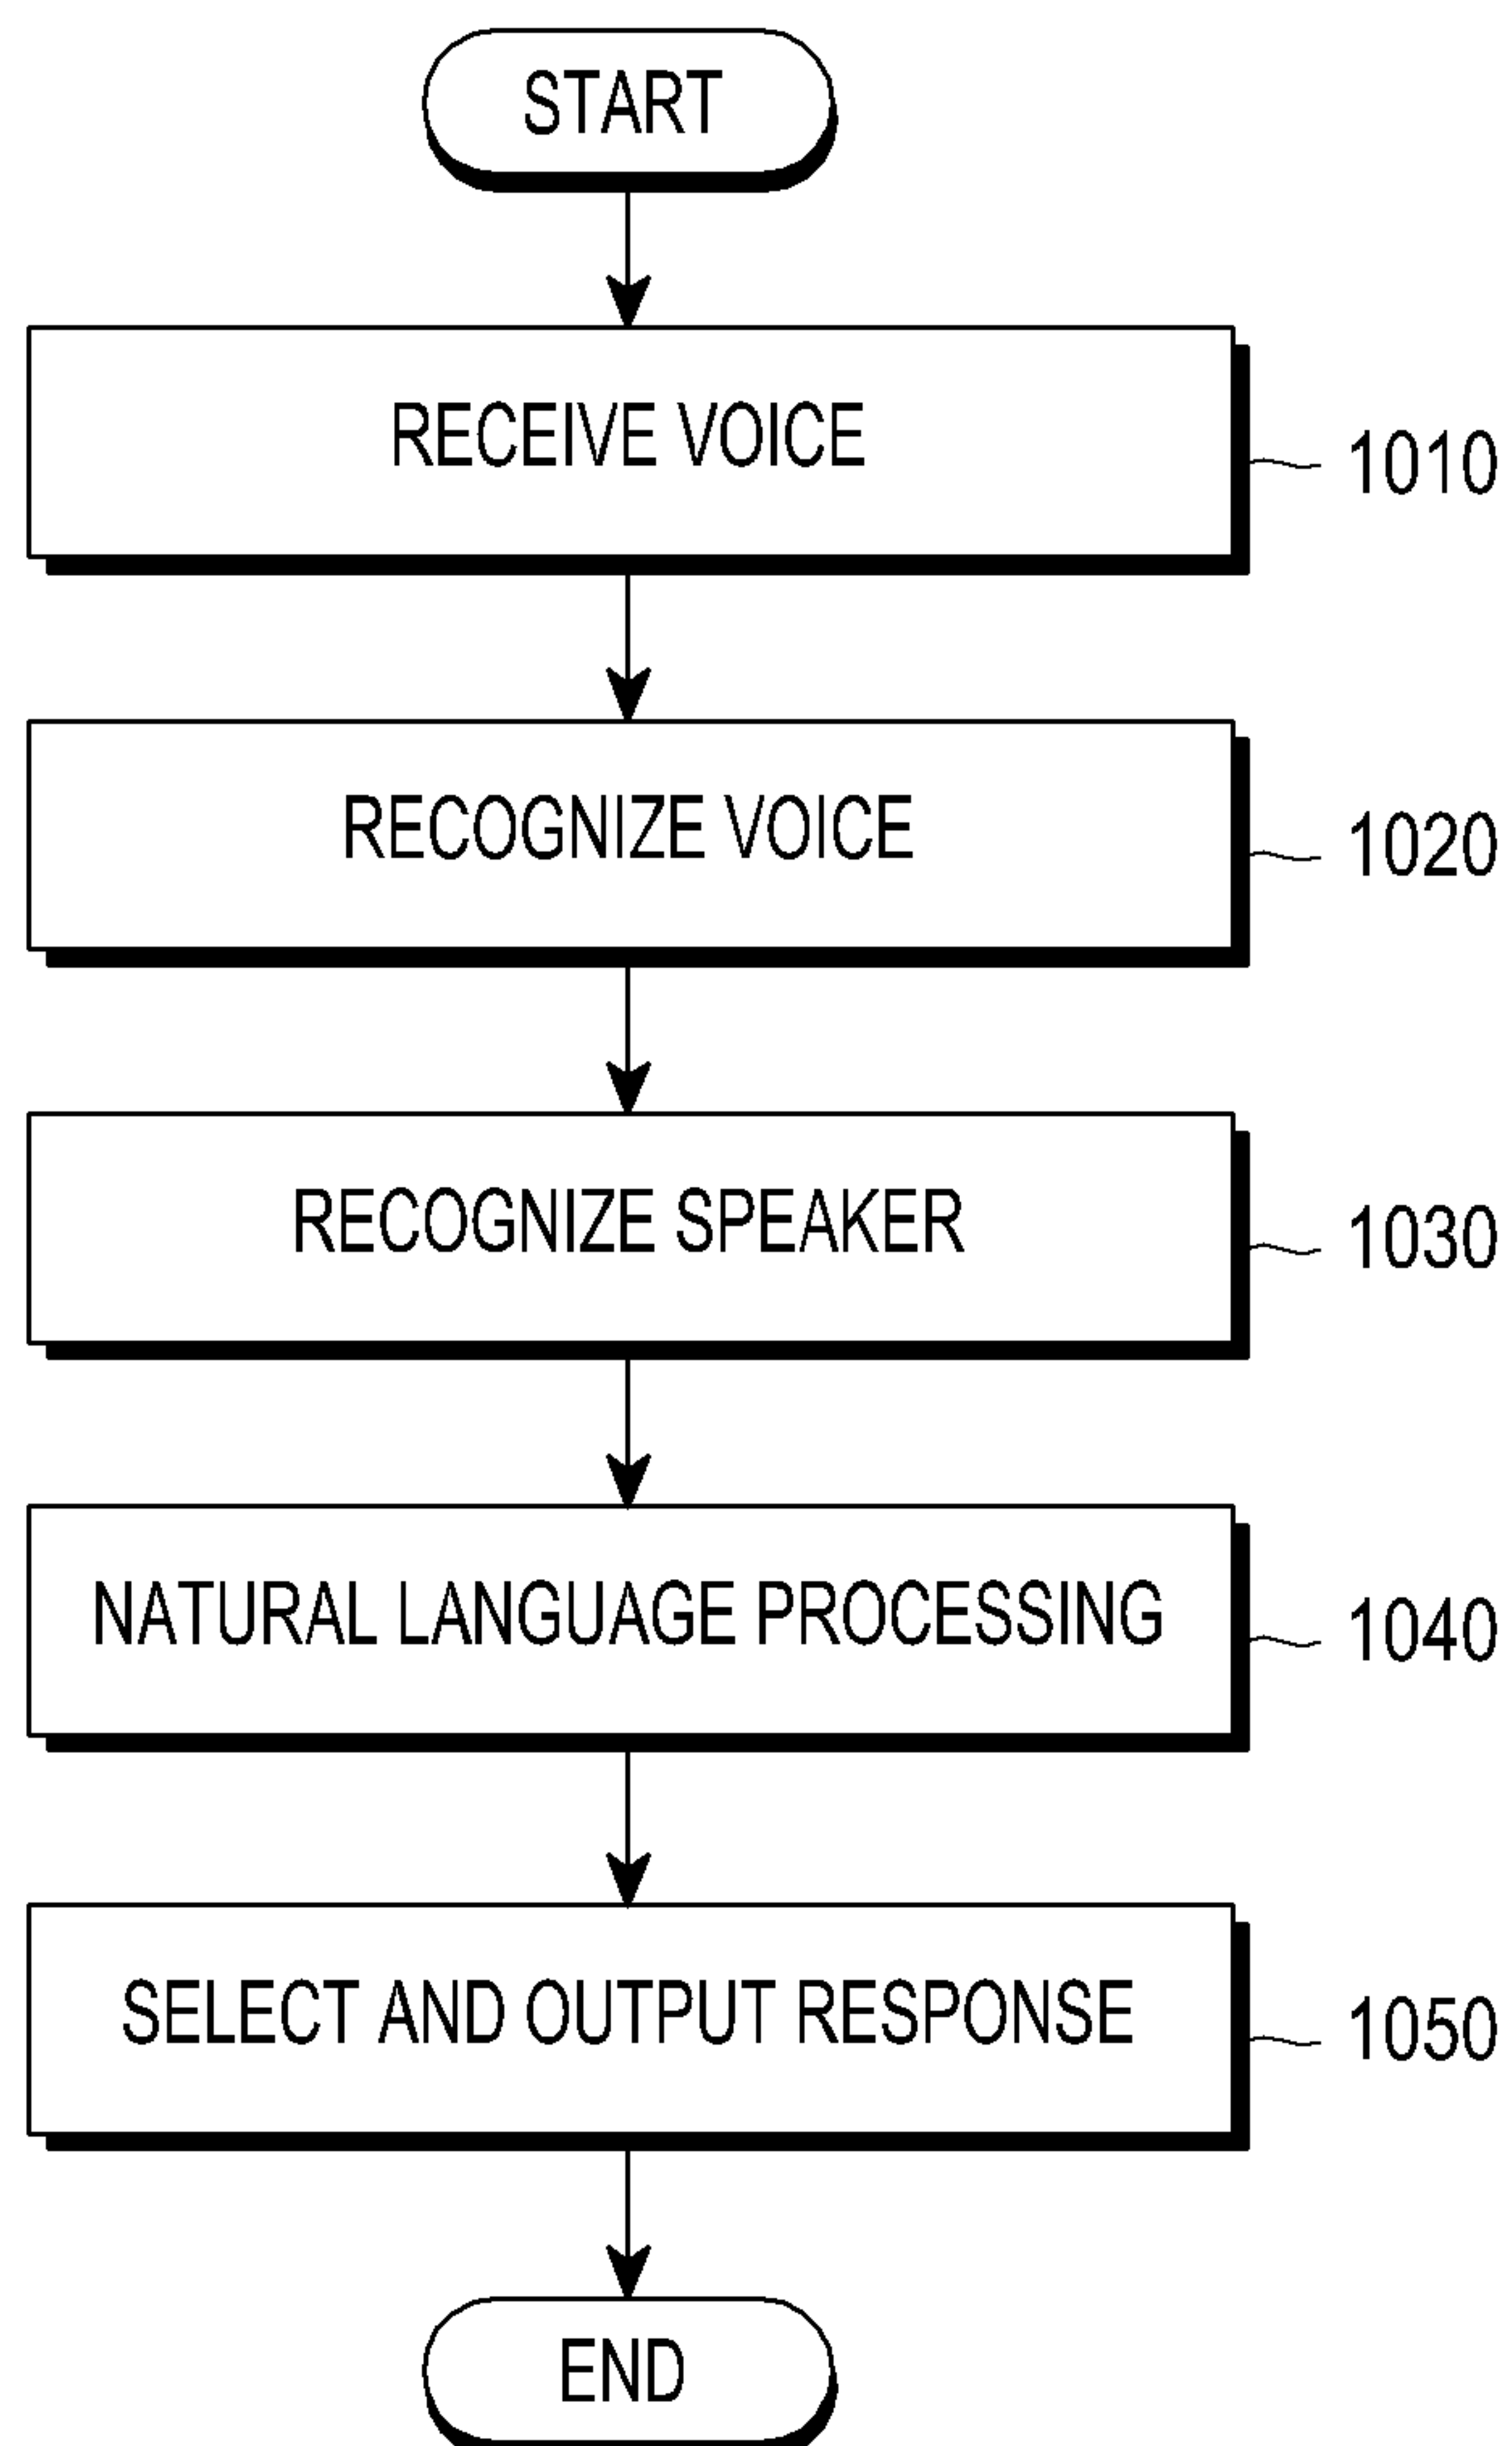 START
RECEIVE VOICE
1010
RECOGNIZE VOICE
1020
RECOGNIZE SPEAKER
1030
NATURAL LANGUAGE PROCESSING
1040
SELECT AND OUTPUT RESPONSE
1050
END